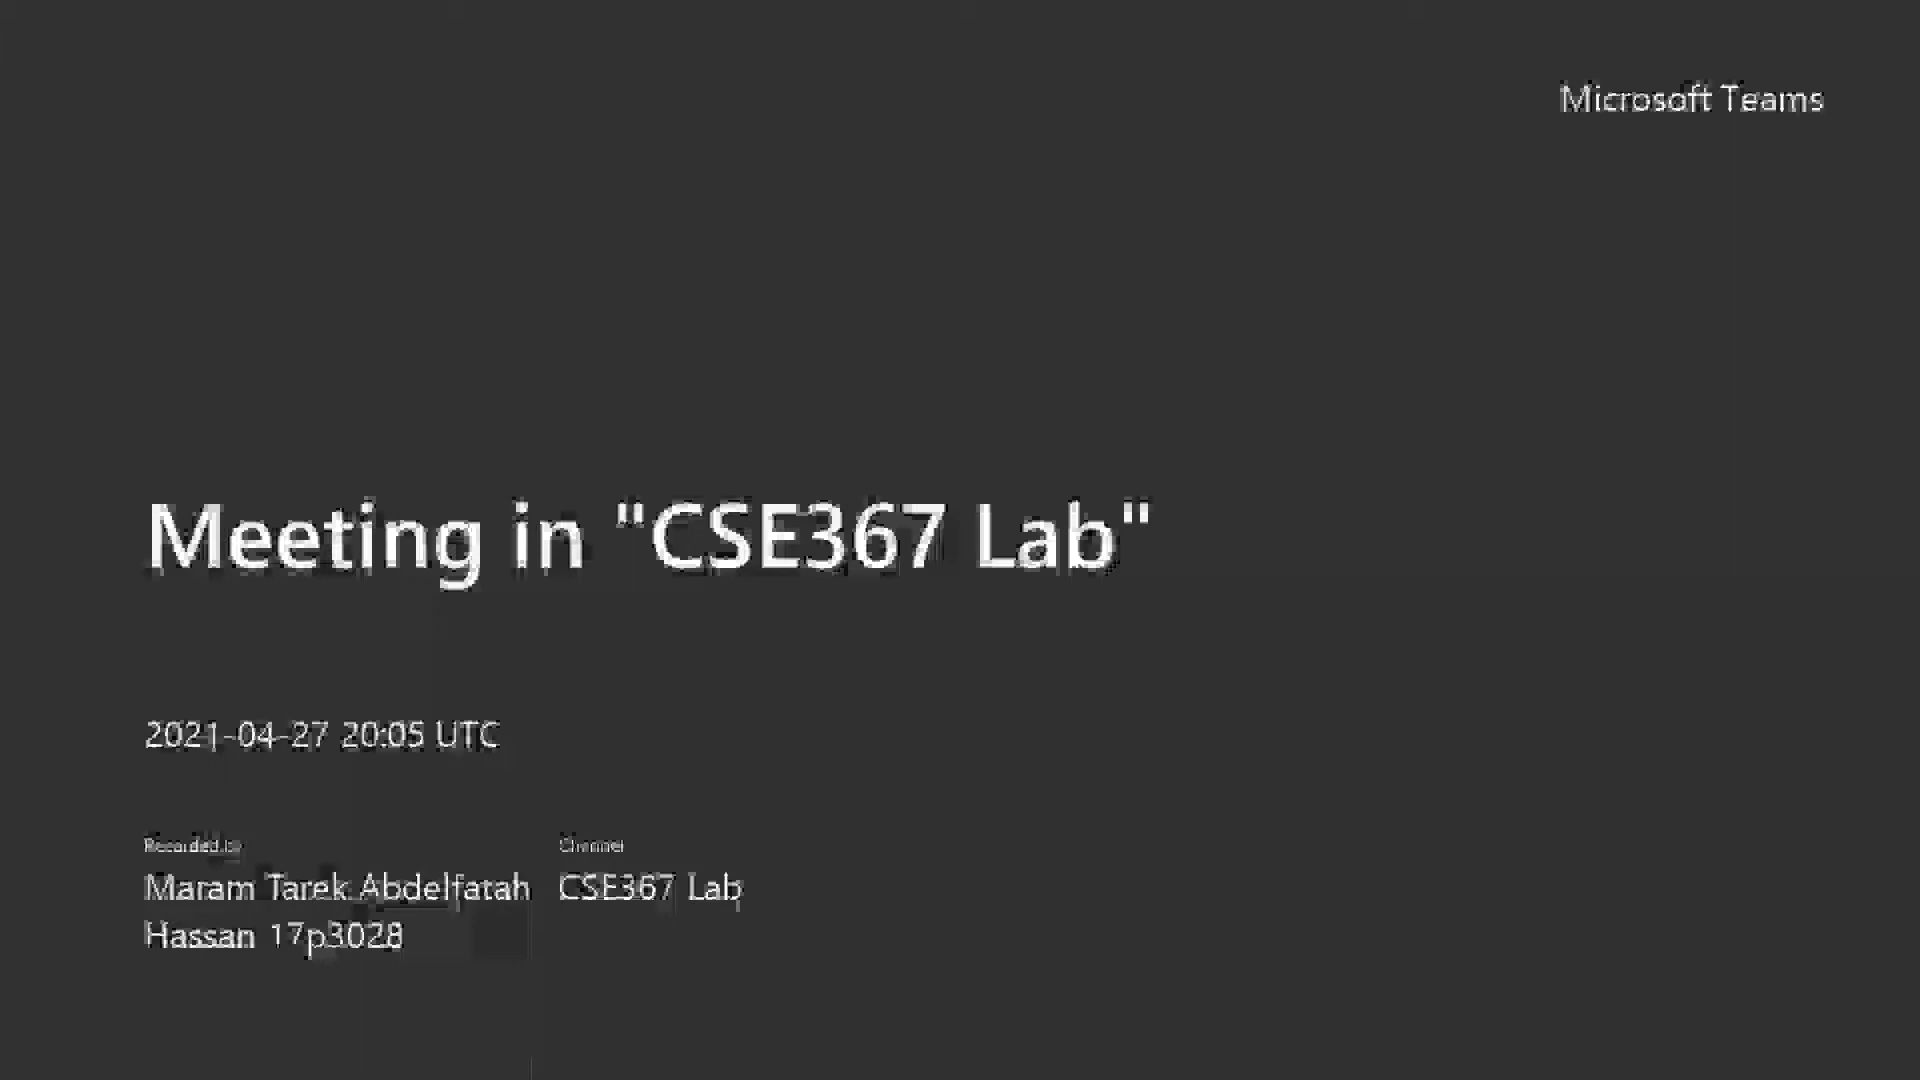 Microsoft Teams
Meeting in "CSE367 Lab"
2021-04-27 20:05 UTC
Recorded by
Channel
Maram Tarek Abdelfatah
Hassan 17p3028
CSE367 Lab